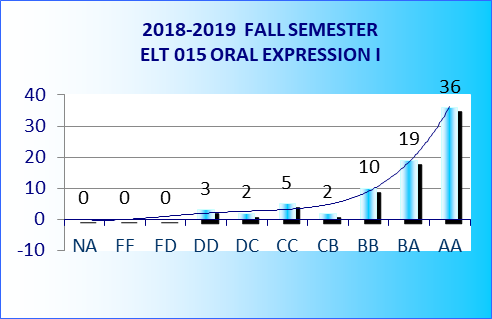 2018-2019 FALL SEMESTER
ELT 015 ORAL EXPRESSION I
40
30
20
10
0
-10
0 0 0 3 2 5 2 10 19 36
NA FF FD DD DC CC CB BB BA AA